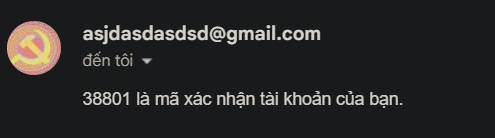 asjdasdasdsd@gmail.com
đến tôi
38801 là mã xác nhận tài khoản của bạn.